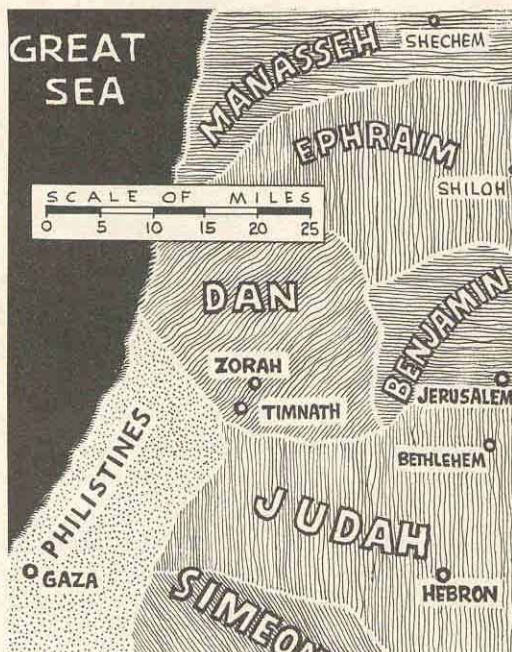 GREAT
SEA
MANASSEH
SHECHEM
EPHRAIM
SHILOH
SCALE OF MILES
0 5 10 15 20 25
DAN
BENJAMIN
ZORAH
TIMNATH
JERUSALEM
BETHLEHEM
PHILISTINES
JUDAH
GAZA
HEBRON
SIMEON